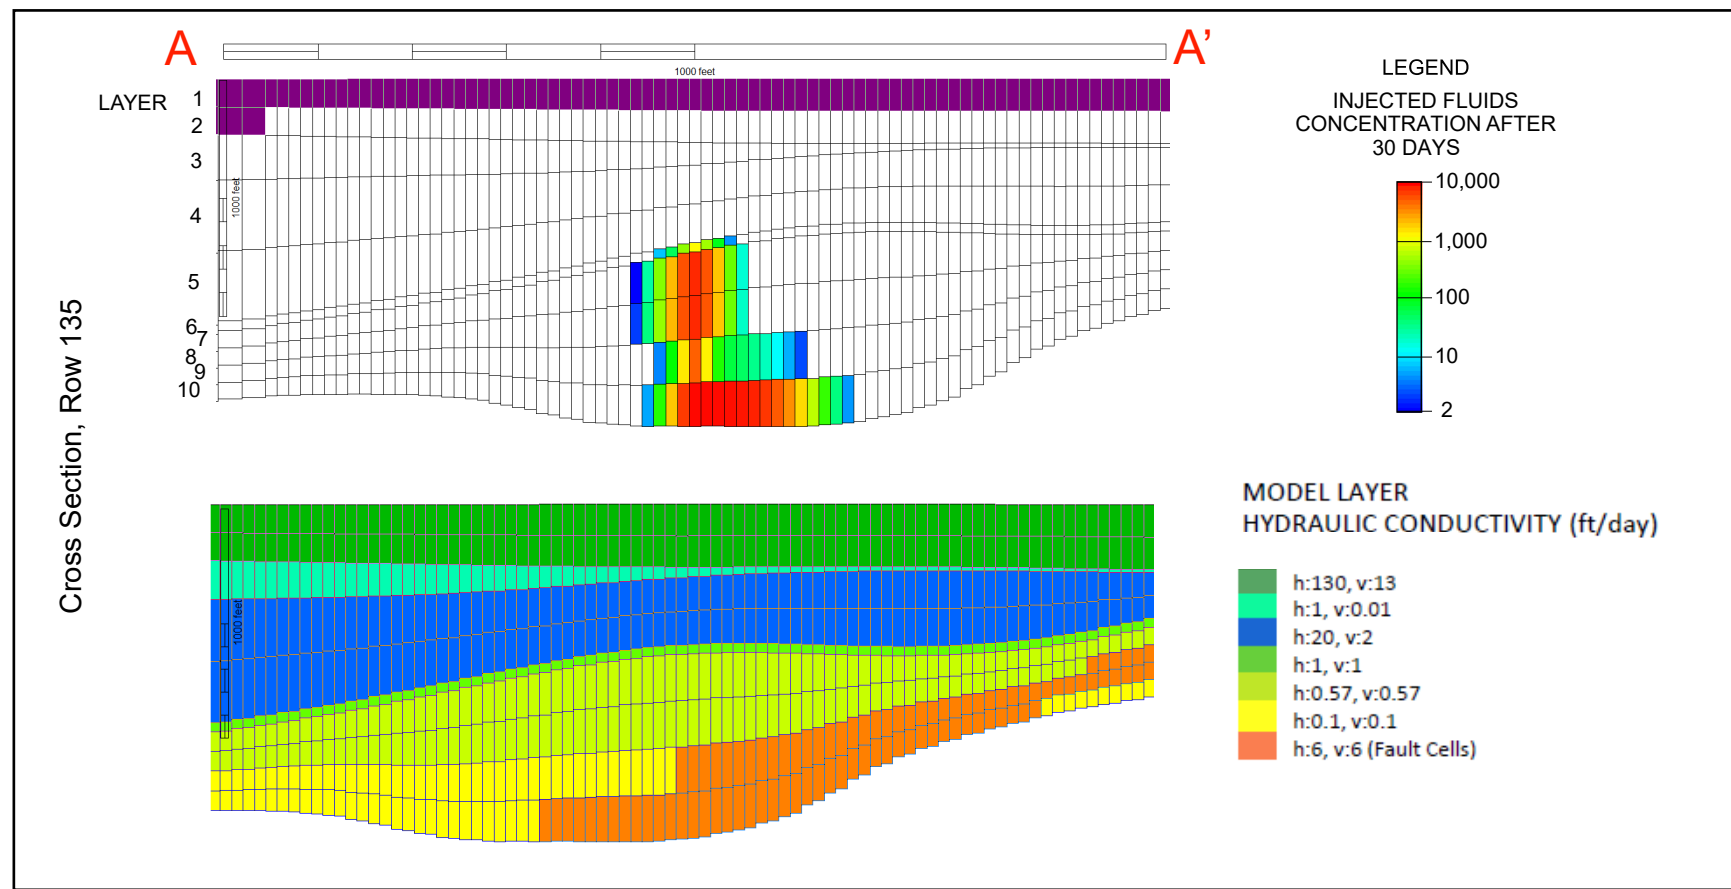 A
A’
1000 feet
LEGEND
INJECTED FLUIDS
CONCENTRATION AFTER
30 DAYS
10,000
1,000
100
10
2
LAYER
1
2
3
4
5
6
7
8
9
10
1000 feet
Cross Section, Row 135
1000 feet
MODEL LAYER
HYDRAULIC CONDUCTIVITY (ft/day)
h:130, v:13
h:1, v:0.01
h:20, v:2
h:1, v:1
h:0.57, v:0.57
h:0.1, v:0.1
h:6, v:6 (Fault Cells)